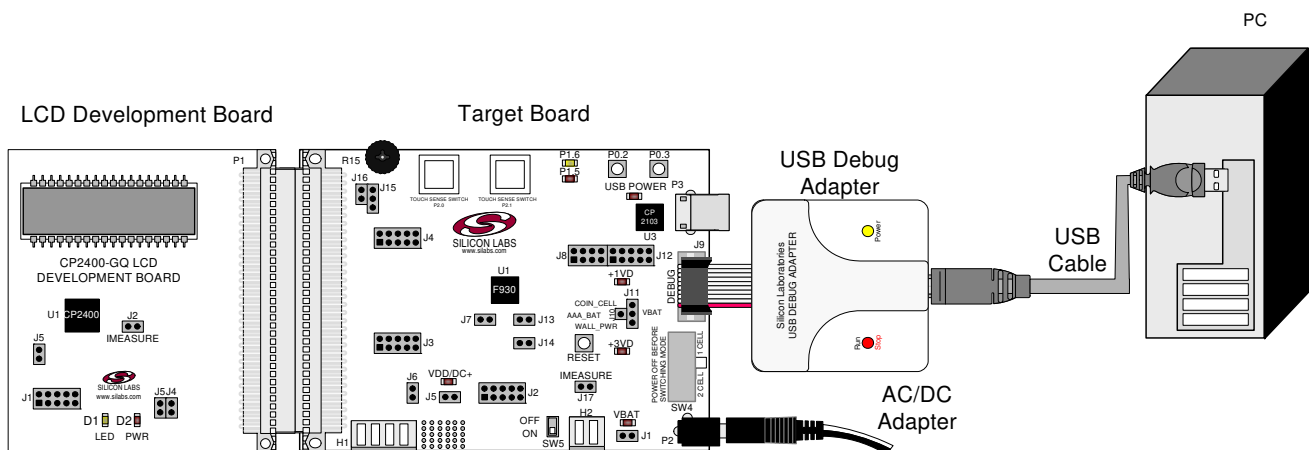 PC
LCD Development Board
Target Board
USB Debug
Adapter
USB
Cable
AC/DC
Adapter
P1
CP2400-GQ LCD
DEVELOPMENT BOARD
U1
CP2400
J2
IMEASURE
J5
SILICON LABS
www.silabs.com
J1
J5
J4
D1
D2
LED
PWR
R15
J16
J15
TOUCH SENSE SWITCH
P2.0
TOUCH SENSE SWITCH
P2.1
SILICON LABS
www.silabs.com
P1.6
P1.5
P0.2
P0.3
USB POWER
P3
CP
2103
U3
J4
J8
J12
J9
DEBUG
U1
F930
+1VD
J11
COIN_CELL
AAA_BAT
J10
VBAT
WALL_PWR
J7
J13
J14
J3
RESET
+3VD
POWER OFF BEFORE
SWITCHING MODE
2 CELL
1 CELL
SW4
J6
VDD/DC+
J5
J2
IMEASURE
J17
H1
OFF
ON
SW5
H2
VBAT
J1
P2
Silicon Laboratories
USB DEBUG ADAPTER
Power
Run
Stop